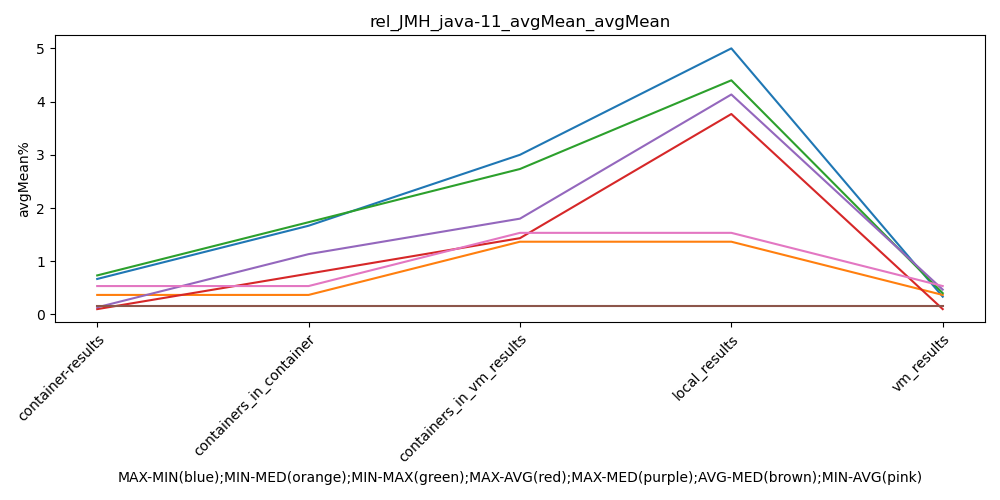 rel_JMH_java-11_avgMean_avgMean
5
4
3
2
1
0
avgMean%
container-results
containers_in_container
containers_in_vm_results
local_results
vm_results
MAX-MIN(blue);MIN-MED(orange);MIN-MAX(green);MAX-AVG(red);MAX-MED(purple);AVG-MED(brown);MIN-AVG(pink)